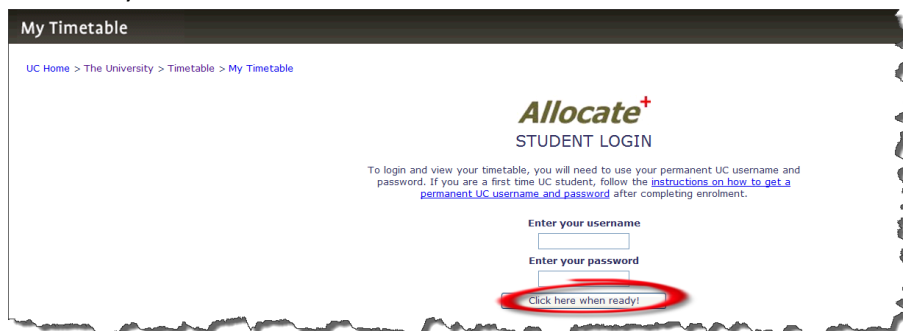 My Timetable
UC Home > The University > Timetable > My Timetable
Allocate+
STUDENT LOGIN
To login and view your timetable, you will need to use your permanent UC username and
password. If you are a first time UC student, follow the instructions on how to get a
permanent UC username and password after completing enrolment.
Enter your username
Enter your password
Click here when ready!